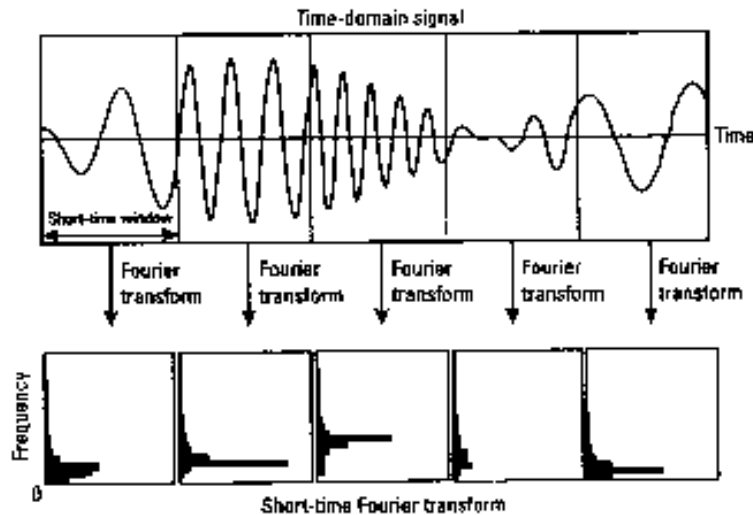 Time-domain signal
Time
Short-time window
Fourier transform
Fourier transform
Fourier transform
Fourier transform
Fourier transform
Frequency
0
Short-time Fourier transform